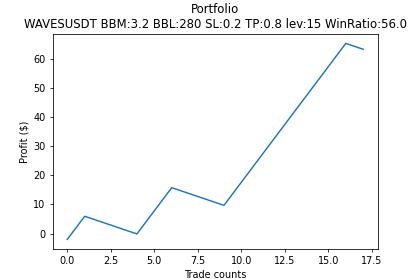 Portfolio
WAVESUSDT BBM:3.2 BBL:280 SL:0.2 TP:0.8 lev:15 WinRatio:56.0
Profit ($)
60
50
40
30
20
10
0
0.0 2.5 5.0 7.5 10.0 12.5 15.0 17.5
Trade counts